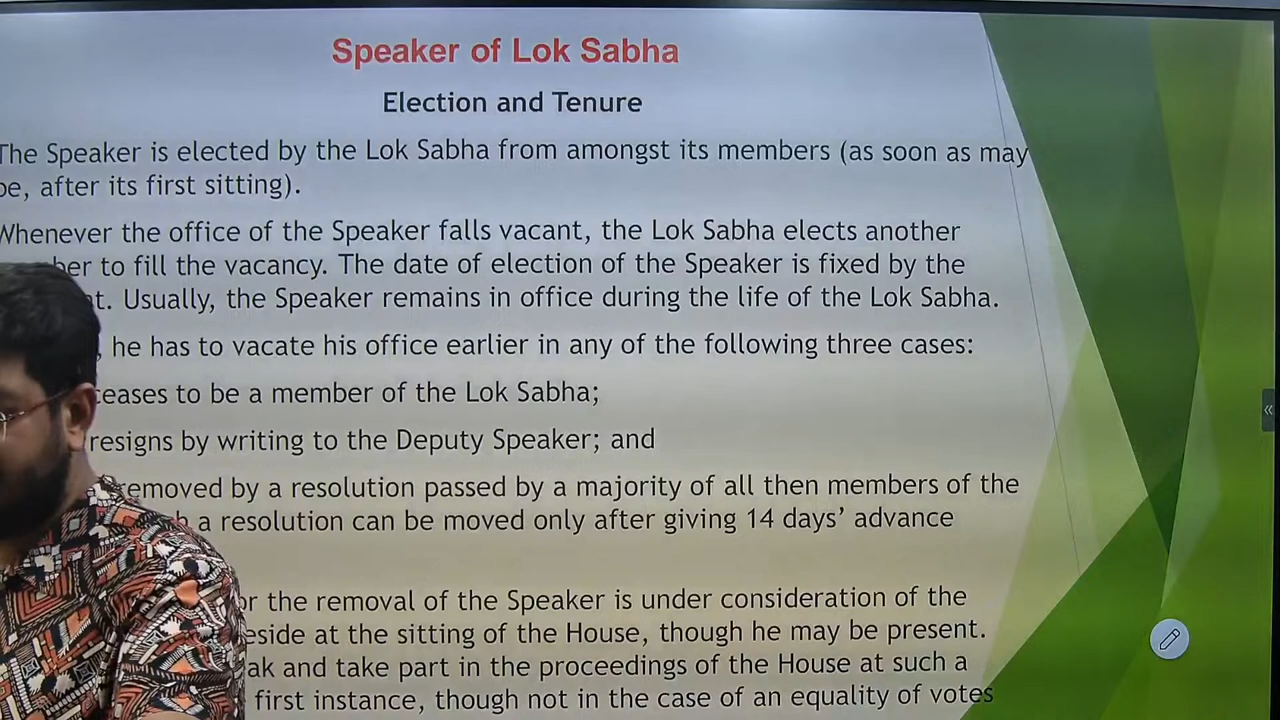 Speaker of Lok Sabha
Election and Tenure
The Speaker is elected by the Lok Sabha from amongst its members (as soon as may
be, after its first sitting).
Whenever the office of the Speaker falls vacant, the Lok Sabha elects another
to fill the vacancy. The date of election of the Speaker is fixed by the
Usually, the Speaker remains in office during the life of the Lok Sabha.
he has to vacate his office earlier in any of the following three cases:
ceases to be a member of the Lok Sabha;
resigns by writing to the Deputy Speaker; and
removed by a resolution passed by a majority of all then members of the
a resolution can be moved only after giving 14 days’ advance
the removal of the Speaker is under consideration of the
at the sitting of the House, though he may be present.
and take part in the proceedings of the House at such a
first instance, though not in the case of an equality of votes